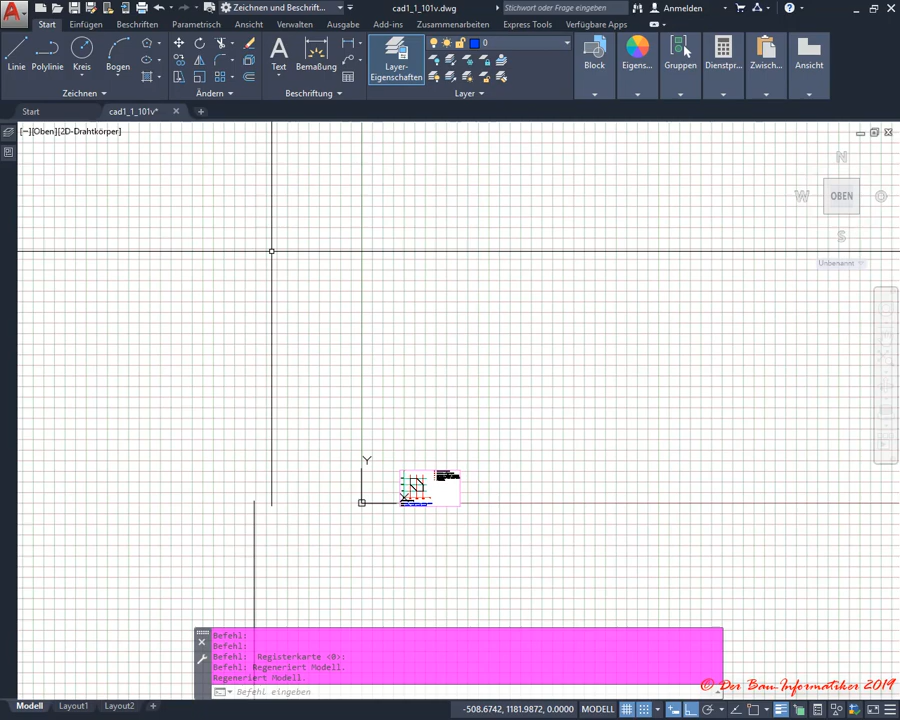 Zeichnen und Beschrift...
cad1_1_101v.dwg
Stichwort oder Frage eingeben
Anmelden
Start
Einfügen
Beschriften
Parametrisch
Ansicht
Verwalten
Ausgabe
Add-ins
Zusammenarbeiten
Express Tools
Verfügbare Apps
Linie
Polylinie
Kreis
Bogen
Text
Bemaßung
Layer-
Eigenschaften
0
Block
Eigens...
Gruppen
Dienstpr...
Zwisch...
Ansicht
Zeichnen
Ändern
Beschriftung
Layer
Start
cad1_1_101v*
[−][Oben][2D-Drahtkörper]
N
W
OBEN
O
S
Unbenannt
Y
X
Befehl:
Befehl:
Befehl:  Registerkarte <0>:
Befehl: Regeneriert Modell.
Regeneriert Modell.
Befehl eingeben
© Der Bau-Informatiker 2019
Modell
Layout1
Layout2
-508.6742, 1181.9872, 0.0000
MODELL